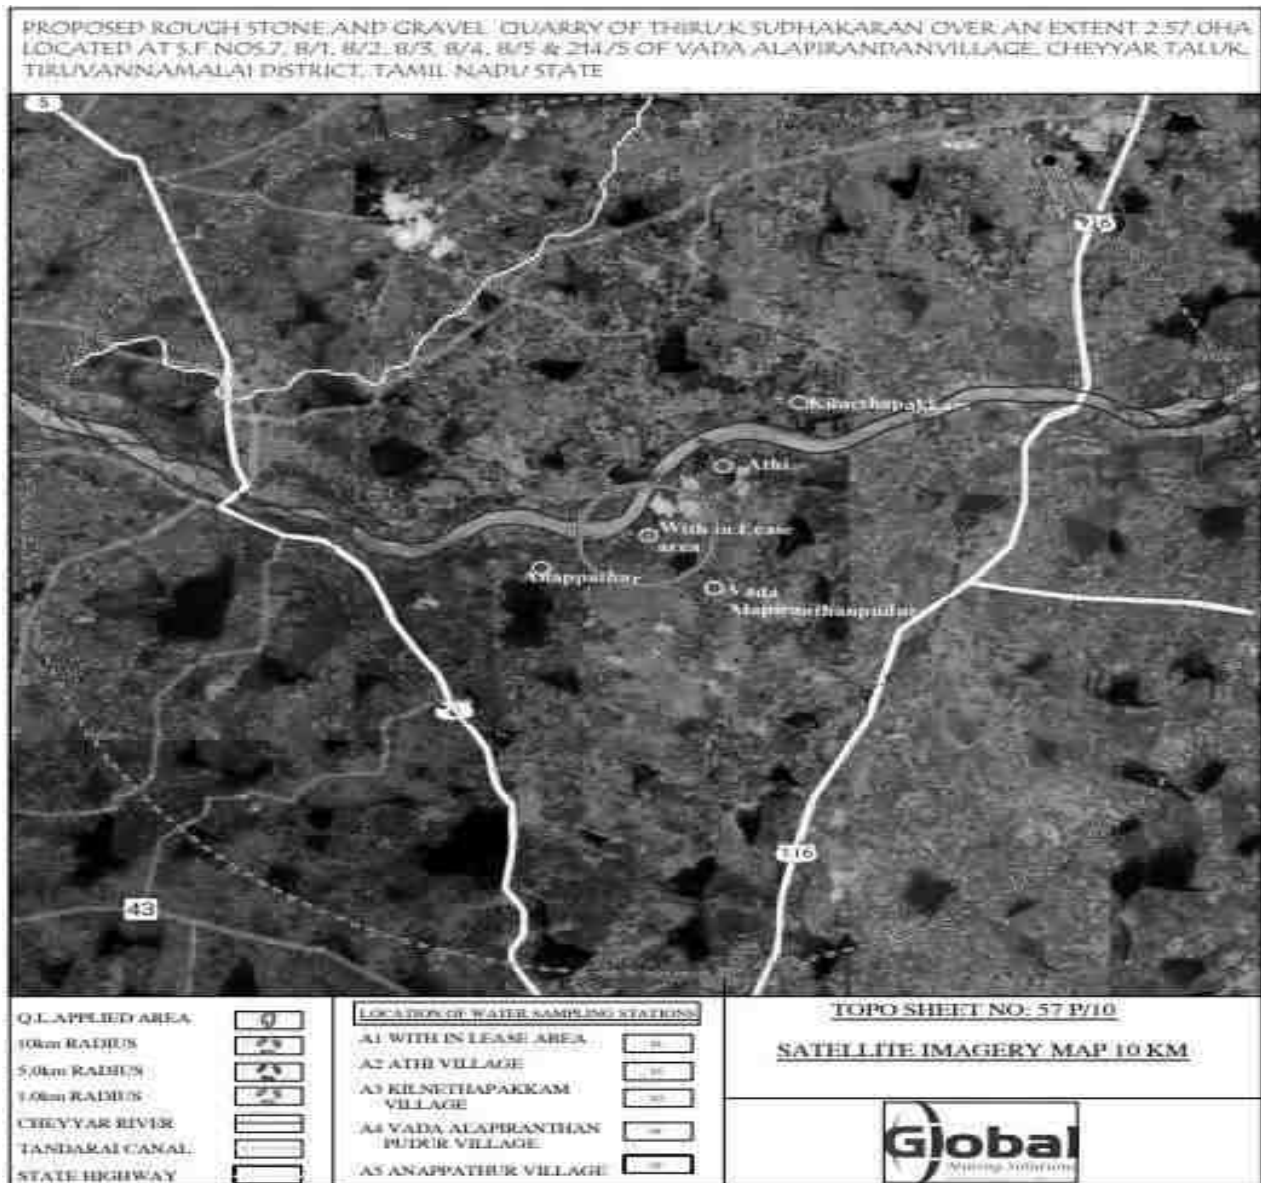 PROPOSED ROUGH STONE AND GRAVEL QUARRY OF THIRU.K.SUDHAKARAN OVER AN EXTENT 2.57.0HA
LOCATED AT S.F.NOS.7, 8/1, 8/2, 8/3, 8/4, 8/5 & 214/5 OF VADA ALAPIRANDANVILLAGE, CHEYYAR TALUK,
TIRUVANNAMALAI DISTRICT, TAMIL NADU STATE
5
Athi
With in Lease
area
Anappathur
Vada
116
43
Q.L.APPLIED AREA
10km RADIUS
5.0km RADIUS
1.0km RADIUS
CHEYYAR RIVER
TANDARAI CANAL
STATE HIGHWAY
LOCATION OF WATER SAMPLING STATIONS
A1 WITH IN LEASE AREA
A2 ATHI VILLAGE
A3 KILNETHAPAKKAM
VILLAGE
A4 VADA ALAPIRANTHAN
PUDUR VILLAGE
A5 ANAPPATHUR VILLAGE
TOPO SHEET NO: 57 P/10
SATELLITE IMAGERY MAP 10 KM
Global
Mining Solutions